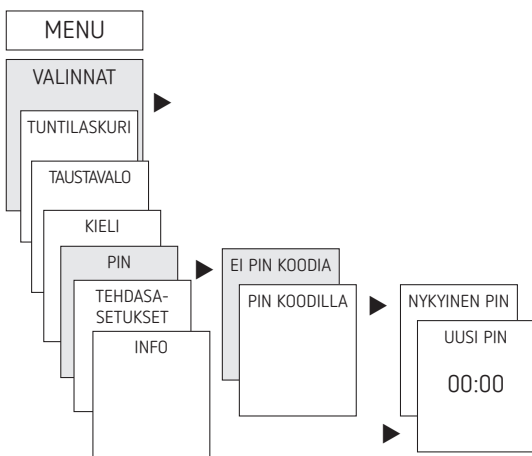 MENU
VALINNAT
TUNTILASKURI
TAUSTAVALO
KIELI
PIN
TEHDASA-
SETUKSET
INFO
EI PIN KOODIA
PIN KOODILLA
NYKYINEN PIN
UUSI PIN
00:00